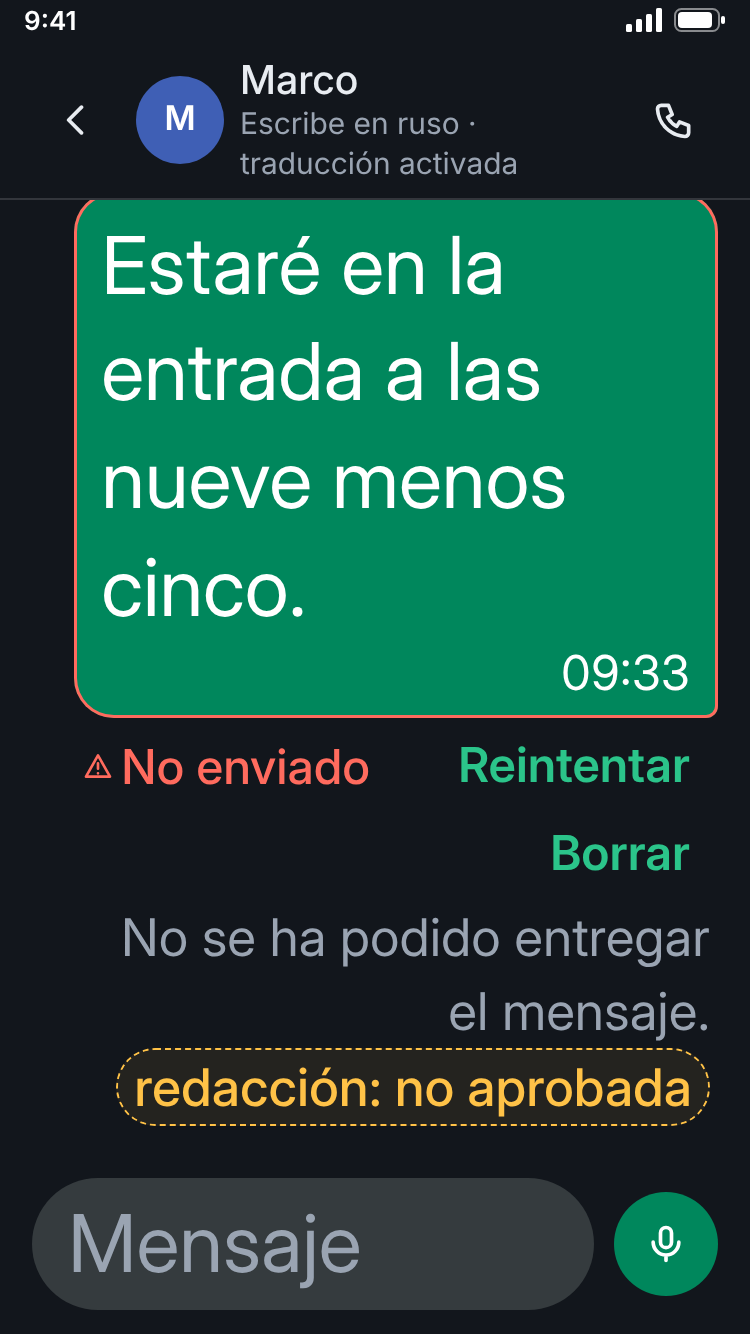 9:41
M
Marco
Escribe en ruso ·
traducción activada
Estaré en la
entrada a las
nueve menos
cinco.
09:33
No enviado
Reintentar
Borrar
No se ha podido entregar
el mensaje.
redacción: no aprobada
Mensaje